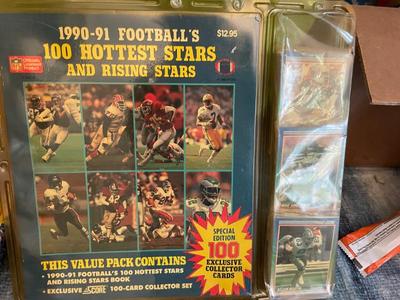 1990-91 FOOTBALL'S
$12.95
100 HOTTEST STARS
AND RISING STARS
SPECIAL
EDITION
100
EXCLUSIVE
COLLECTOR
CARDS
THIS VALUE PACK CONTAINS
• 1990-91 FOOTBALL'S 100 HOTTEST STARS
AND RISING STARS BOOK
• EXCLUSIVE SCORE 100-CARD COLLECTOR SET